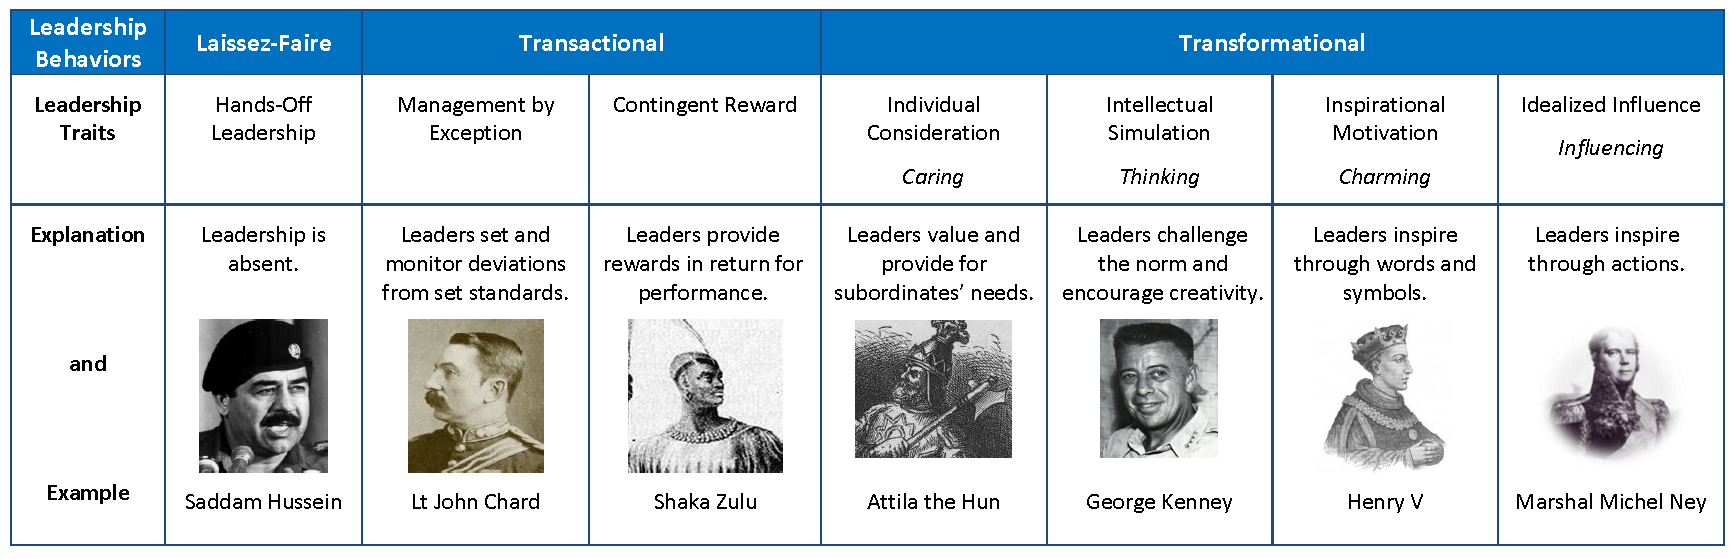 Leadership
Behaviors
Laissez-Faire
Transactional
Transformational
Leadership
Traits
Hands-Off
Leadership
Management by
Exception
Contingent Reward
Individual
Consideration
Caring
Intellectual
Simulation
Thinking
Inspirational
Motivation
Charming
Idealized Influence
Influencing
Explanation
and
Example
Leadership is
absent.
Saddam Hussein
Leaders set and
monitor deviations
from set standards.
Lt John Chard
Leaders provide
rewards in return for
performance.
Shaka Zulu
Leaders value and
provide for
subordinates’ needs.
Attila the Hun
Leaders challenge
the norm and
encourage creativity.
George Kenney
Leaders inspire
through words and
symbols.
Henry V
Leaders inspire
through actions.
Marshal Michel Ney